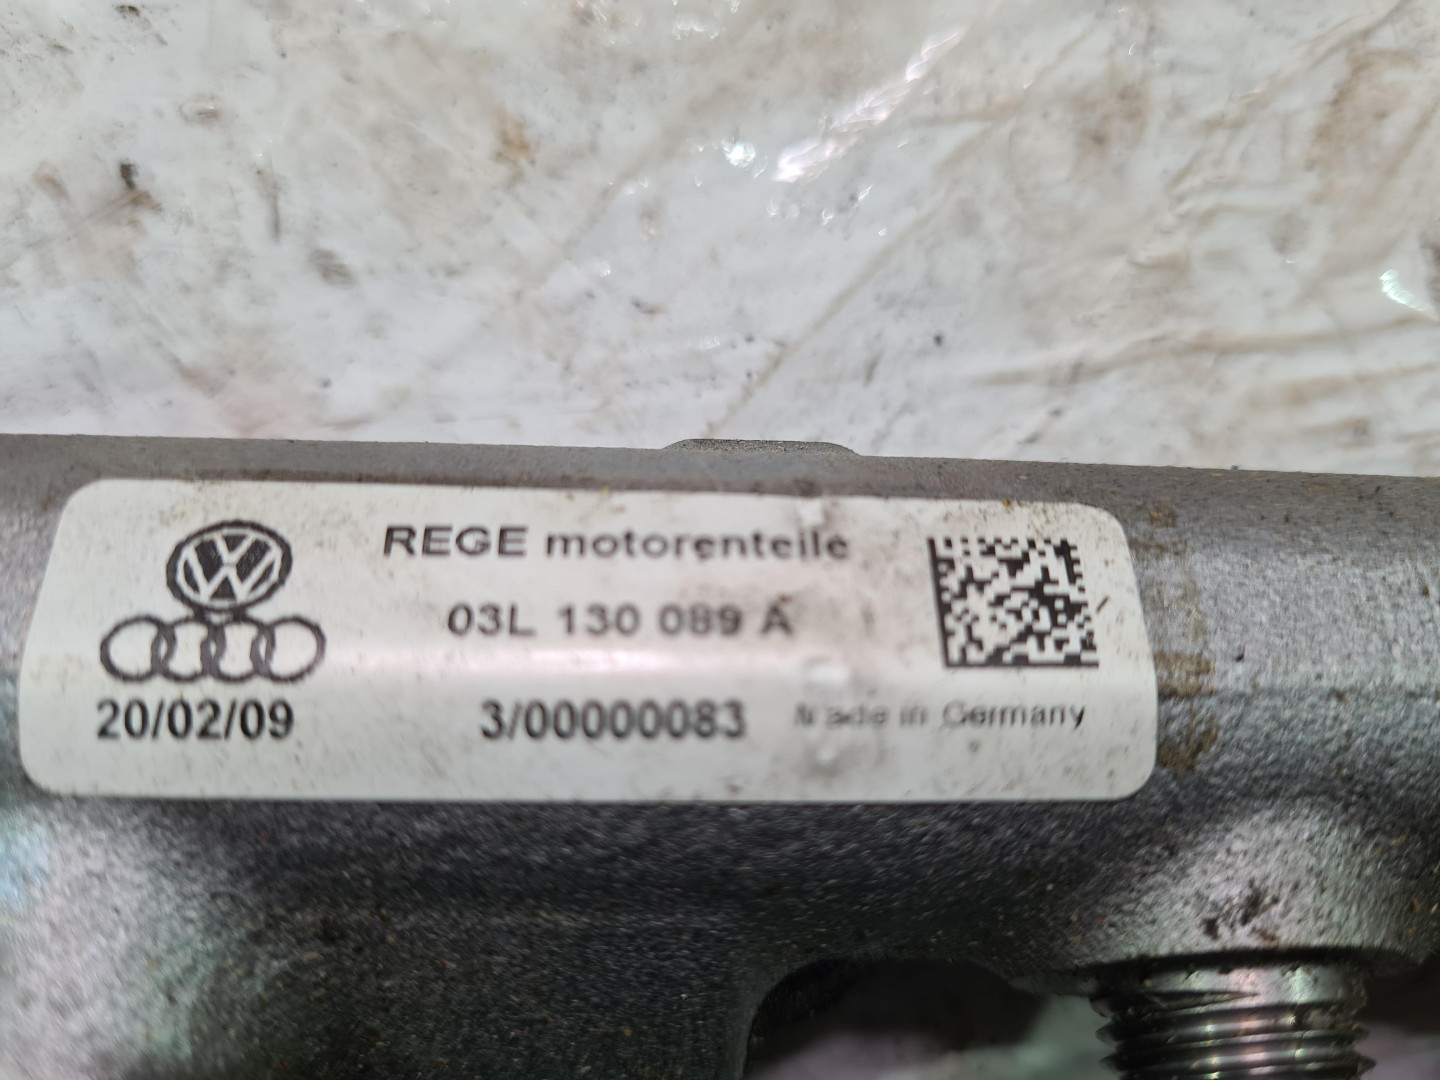 REGE motorenteile
03L 130 089 A
20/02/09 3/00000083 Made in Germany